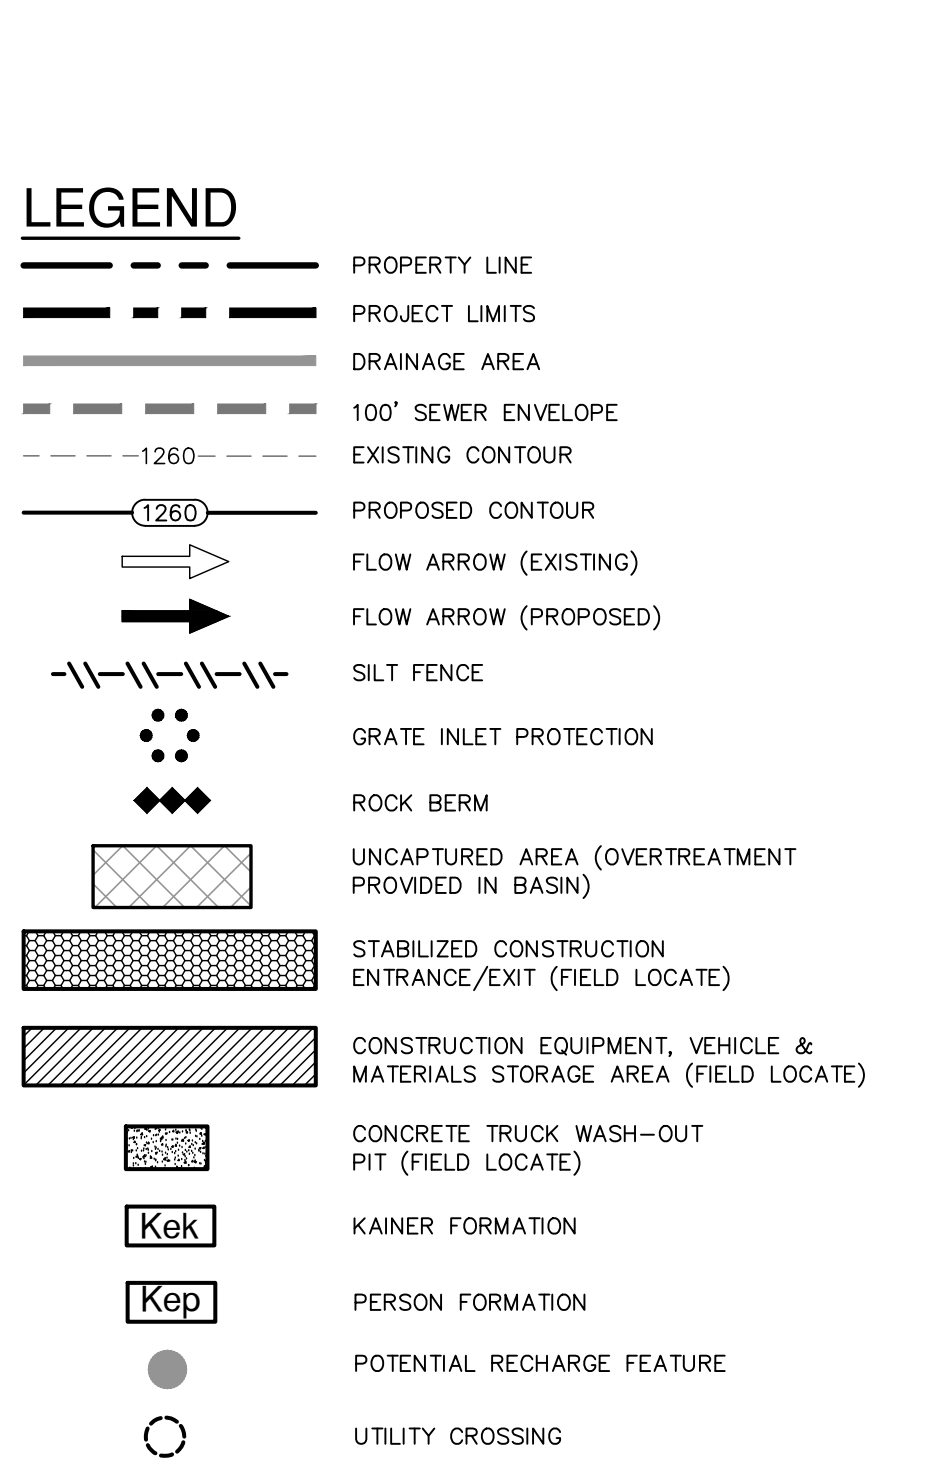 LEGEND
PROPERTY LINE
PROJECT LIMITS
DRAINAGE AREA
100' SEWER ENVELOPE
1260 EXISTING CONTOUR
1260 PROPOSED CONTOUR
FLOW ARROW (EXISTING)
FLOW ARROW (PROPOSED)
SILT FENCE
GRATE INLET PROTECTION
ROCK BERM
UNCAPTURED AREA (OVERTREATMENT
PROVIDED IN BASIN)
STABILIZED CONSTRUCTION
ENTRANCE/EXIT (FIELD LOCATE)
CONSTRUCTION EQUIPMENT, VEHICLE &
MATERIALS STORAGE AREA (FIELD LOCATE)
CONCRETE TRUCK WASH-OUT
PIT (FIELD LOCATE)
Kek KAINER FORMATION
Kep PERSON FORMATION
POTENTIAL RECHARGE FEATURE
UTILITY CROSSING